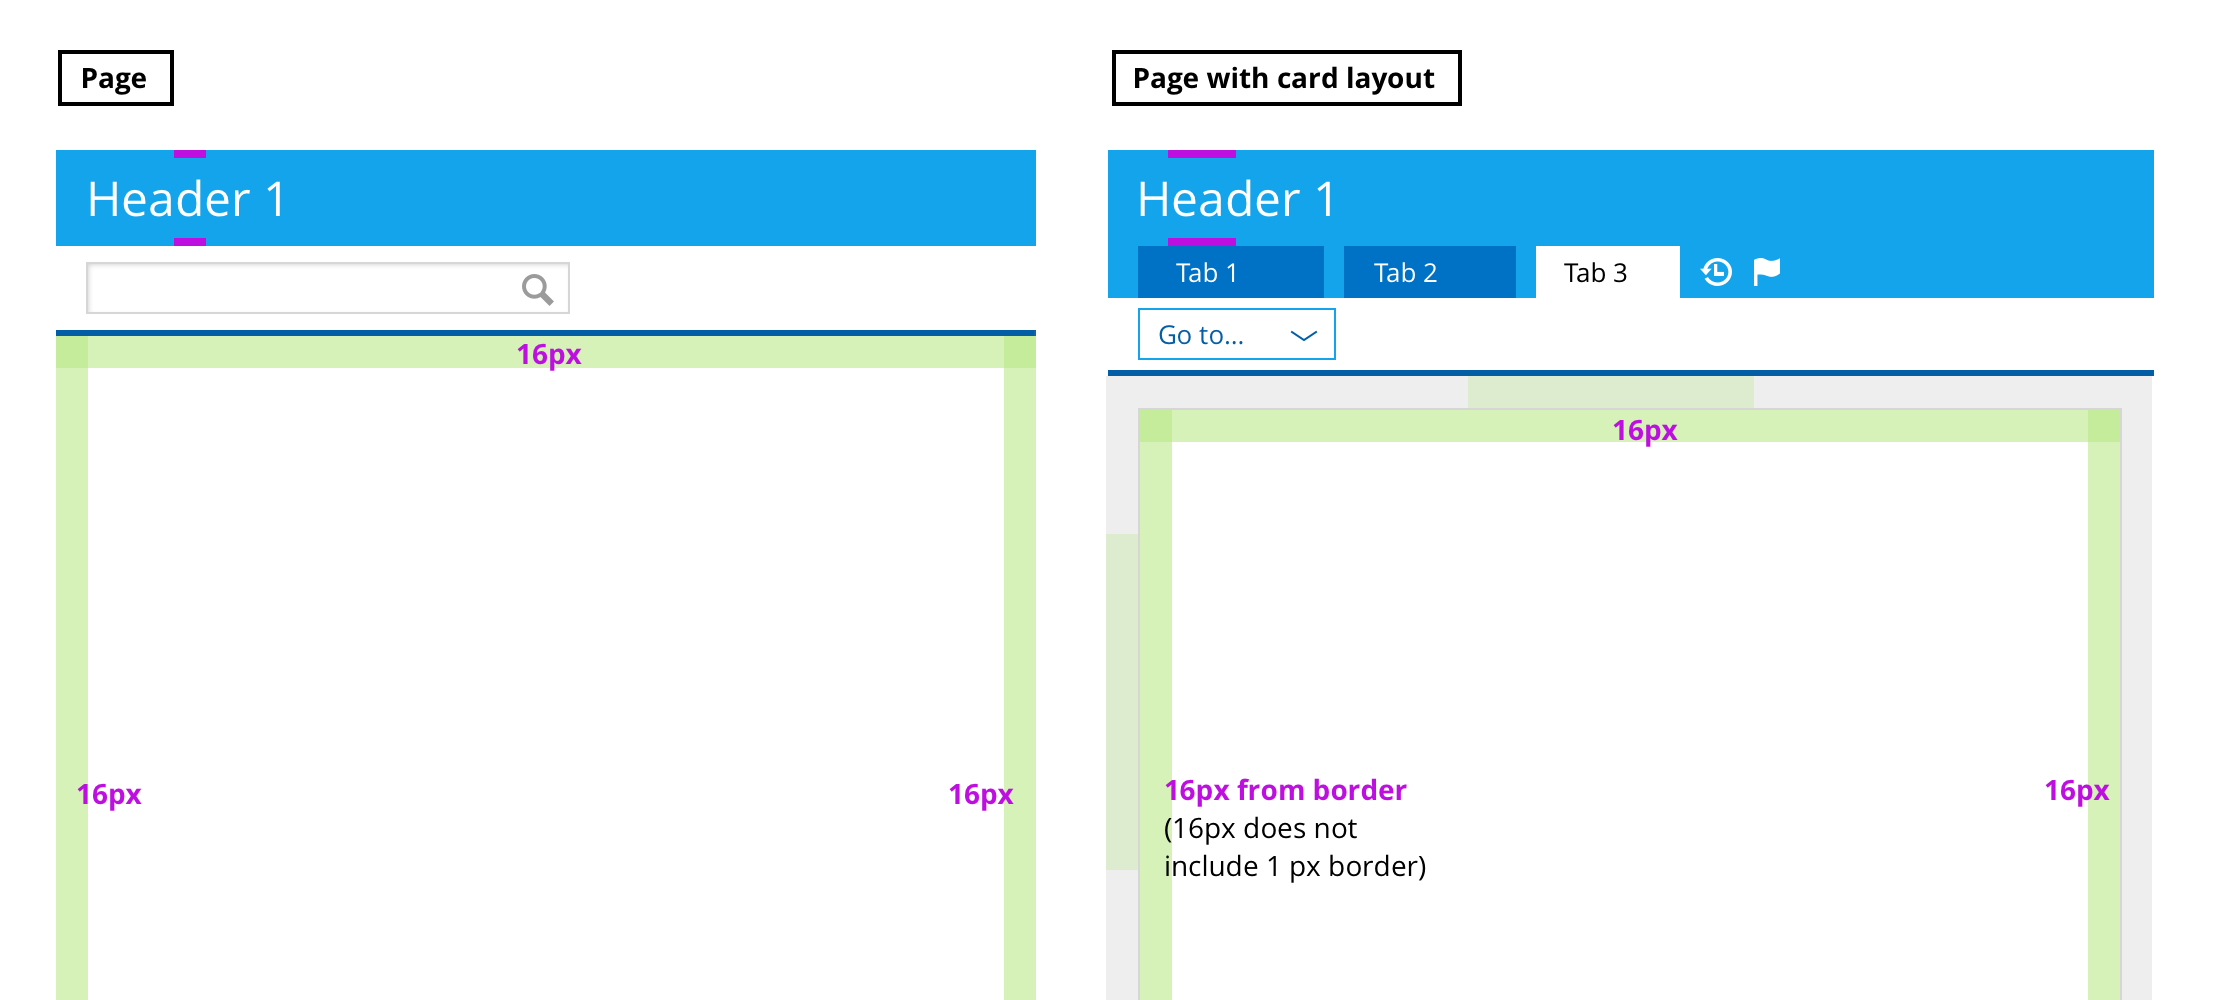 Page
Header 1
16px
16px
16px
Page with card layout
Header 1
Tab 1
Tab 2
Tab 3
Go to...
16px
16px from border
(16px does not
include 1 px border)
16px